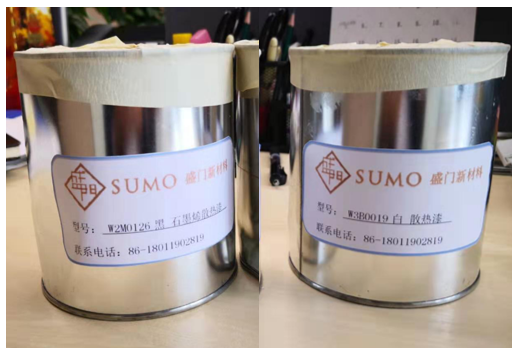 SUMO 盛门新材料
型号: W2M0126 黑 石墨烯散热漆
联系电话: 86-18011902819
SUMO 盛门新材料
型号: W3B0019 白 散热漆
联系电话: 86-18011902819